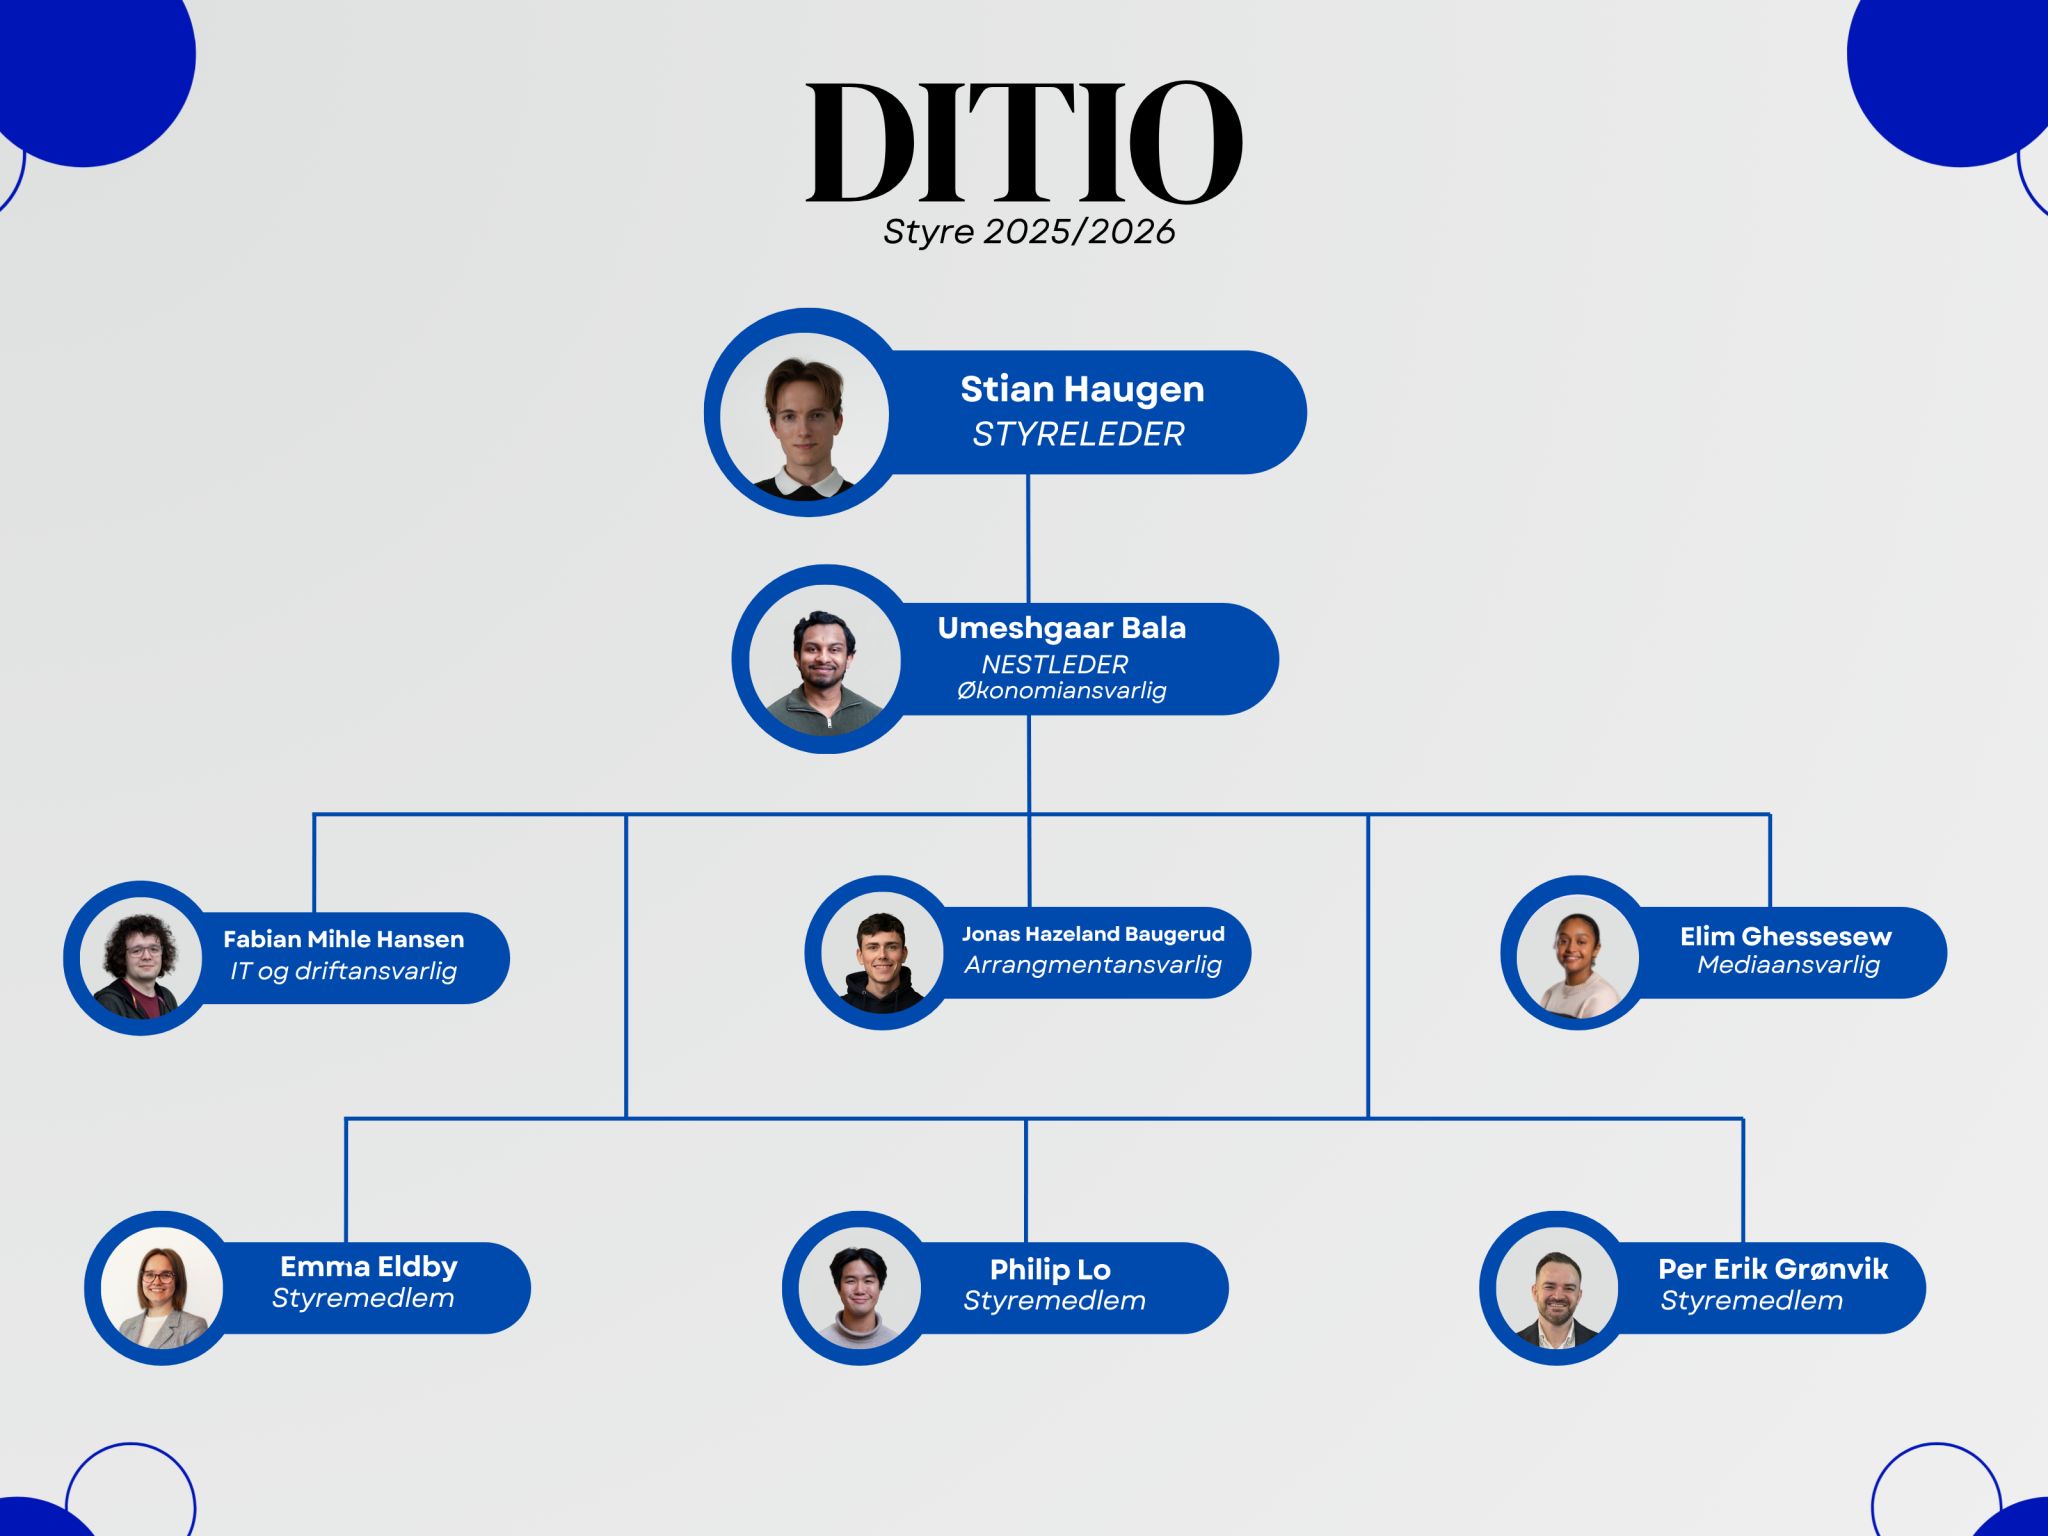 DITIO
Styre 2025/2026
Stian Haugen
STYRELEDER
Umeshgaar Bala
NESTLEDER
Økonomiansvarlig
Fabian Mihle Hansen
IT og driftansvarlig
Jonas Hazeland Baugerud
Arrangmentansvarlig
Elim Ghessesew
Mediaansvarlig
Emma Eldby
Styremedlem
Philip Lo
Styremedlem
Per Erik Grønvik
Styremedlem